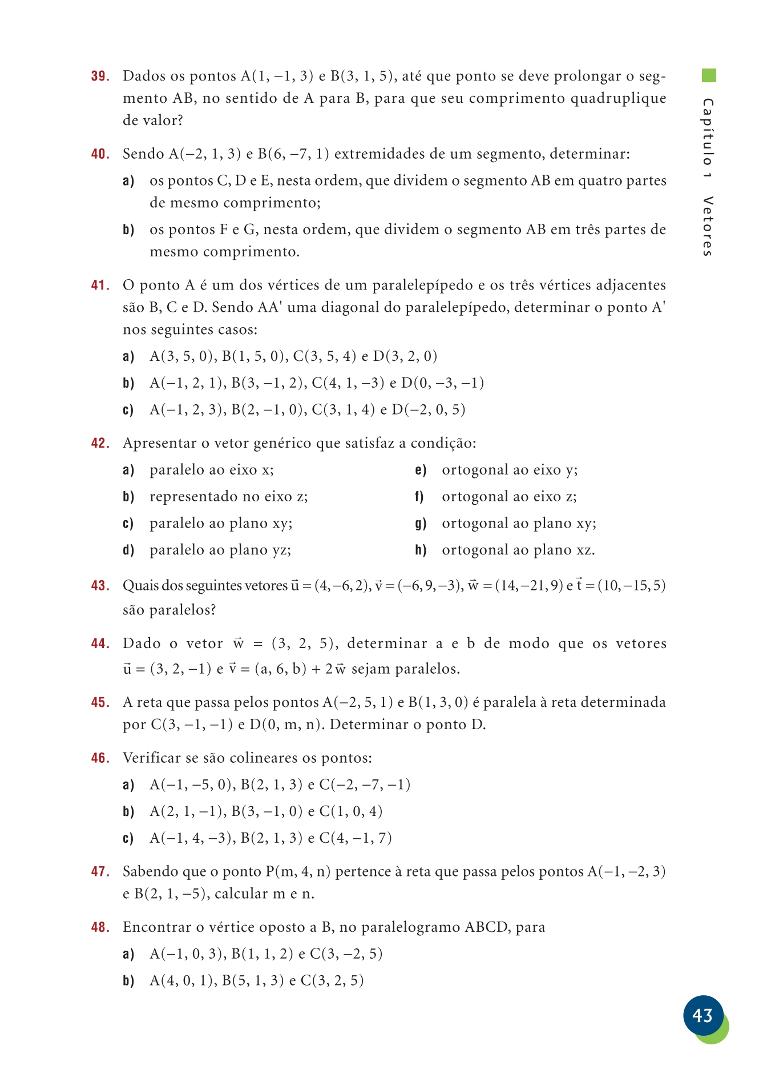 39. Dados os pontos A(1, −1, 3) e B(3, 1, 5), até que ponto se deve prolongar o seg-
mento AB, no sentido de A para B, para que seu comprimento quadruplique
de valor?
40. Sendo A(−2, 1, 3) e B(6, −7, 1) extremidades de um segmento, determinar:
a) os pontos C, D e E, nesta ordem, que dividem o segmento AB em quatro partes
de mesmo comprimento;
b) os pontos F e G, nesta ordem, que dividem o segmento AB em três partes de
mesmo comprimento.
41. O ponto A é um dos vértices de um paralelepípedo e os três vértices adjacentes
são B, C e D. Sendo AA' uma diagonal do paralelepípedo, determinar o ponto A'
nos seguintes casos:
a) A(3, 5, 0), B(1, 5, 0), C(3, 5, 4) e D(3, 2, 0)
b) A(−1, 2, 1), B(3, −1, 2), C(4, 1, −3) e D(0, −3, −1)
c) A(−1, 2, 3), B(2, −1, 0), C(3, 1, 4) e D(−2, 0, 5)
42. Apresentar o vetor genérico que satisfaz a condição:
a) paralelo ao eixo x;
b) representado no eixo z;
c) paralelo ao plano xy;
d) paralelo ao plano yz;
e) ortogonal ao eixo y;
f) ortogonal ao eixo z;
g) ortogonal ao plano xy;
h) ortogonal ao plano xz.
43. Quais dos seguintes vetores u⃗ = (4, −6, 2), v⃗ = (−6, 9, −3), w⃗ = (14, −21, 9) e t⃗ = (10, −15, 5)
são paralelos?
44. Dado o vetor w⃗ = (3, 2, 5), determinar a e b de modo que os vetores
u⃗ = (3, 2, −1) e v⃗ = (a, 6, b) + 2w⃗ sejam paralelos.
45. A reta que passa pelos pontos A(−2, 5, 1) e B(1, 3, 0) é paralela à reta determinada
por C(3, −1, −1) e D(0, m, n). Determinar o ponto D.
46. Verificar se são colineares os pontos:
a) A(−1, −5, 0), B(2, 1, 3) e C(−2, −7, −1)
b) A(2, 1, −1), B(3, −1, 0) e C(1, 0, 4)
c) A(−1, 4, −3), B(2, 1, 3) e C(4, −1, 7)
47. Sabendo que o ponto P(m, 4, n) pertence à reta que passa pelos pontos A(−1, −2, 3)
e B(2, 1, −5), calcular m e n.
48. Encontrar o vértice oposto a B, no paralelogramo ABCD, para
a) A(−1, 0, 3), B(1, 1, 2) e C(3, −2, 5)
b) A(4, 0, 1), B(5, 1, 3) e C(3, 2, 5)
Capítulo 1 Vetores
43